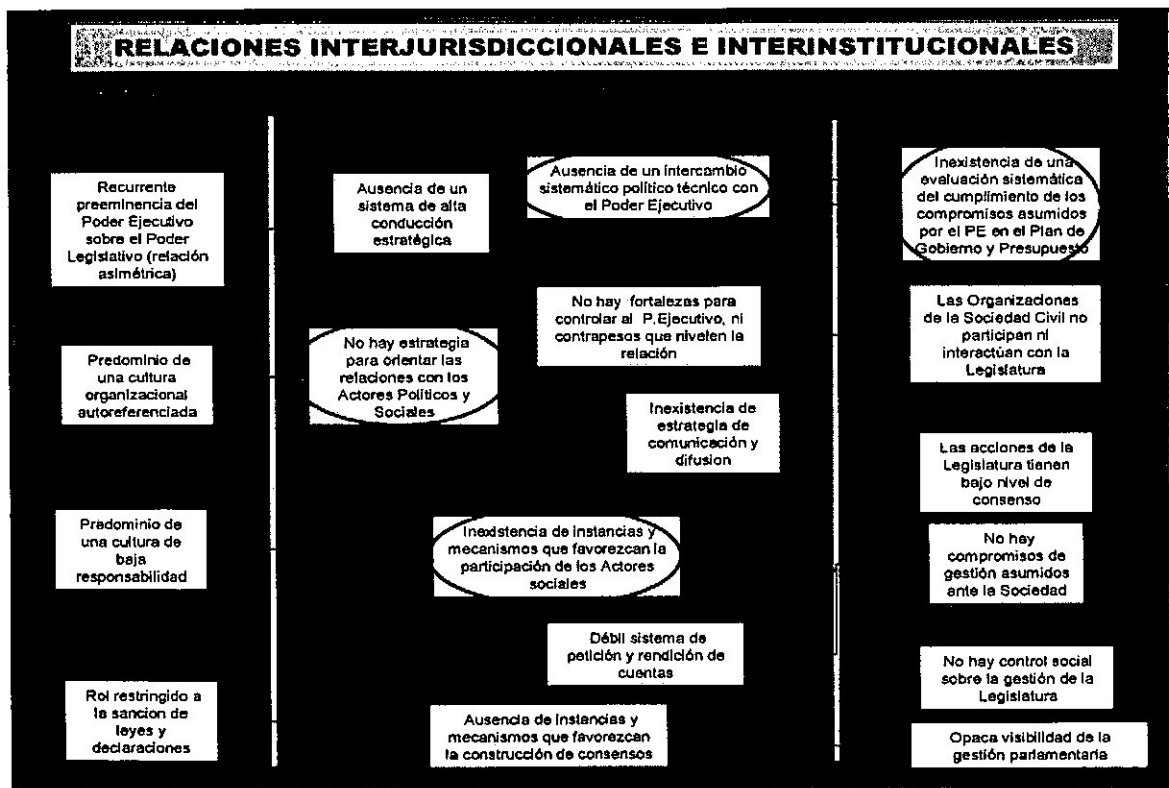 RELACIONES INTERJURISDICCIONALES E INTERINSTITUCIONALES
Recurrente
preeminencia del
Poder Ejecutivo
sobre el Poder
Legislativo (relación
asimétrica)
Predominio de
una cultura
organizacional
autoreferenciada
Predominio de
una cultura de
baja
responsabilidad
Rol restringido a
la sancion de
leyes y
declaraciones
Ausencia de un
sistema de alta
conducción
estratégica
Ausencia de un intercambio
sistemático político técnico con
el Poder Ejecutivo
No hay fortalezas para
controlar al P.Ejecutivo, ni
contrapesos que nivelen la
relación
No hay estrategia
para orientar las
relaciones con los
Actores Políticos y
Sociales
Inexistencia de
estrategia de
comunicación y
difusion
Inexistencia de instancias y
mecanismos que favorezcan la
participación de los Actores
sociales
Débil sistema de
petición y rendición de
cuentas
Ausencia de instancias y
mecanismos que favorezcan
la construcción de consensos
Inexistencia de una
evaluación sistemática
del cumplimiento de los
compromisos asumidos
por el PE en el Plan de
Gobierno y Presupuesto
Las Organizaciones
de la Sociedad Civil no
participan ni
interactúan con la
Legislatura
Las acciones de la
Legislatura tienen
bajo nivel de
consenso
No hay
compromisos de
gestión asumidos
ante la Sociedad
No hay control social
sobre la gestión de la
Legislatura
Opaca visibilidad de la
gestión parlamentaria